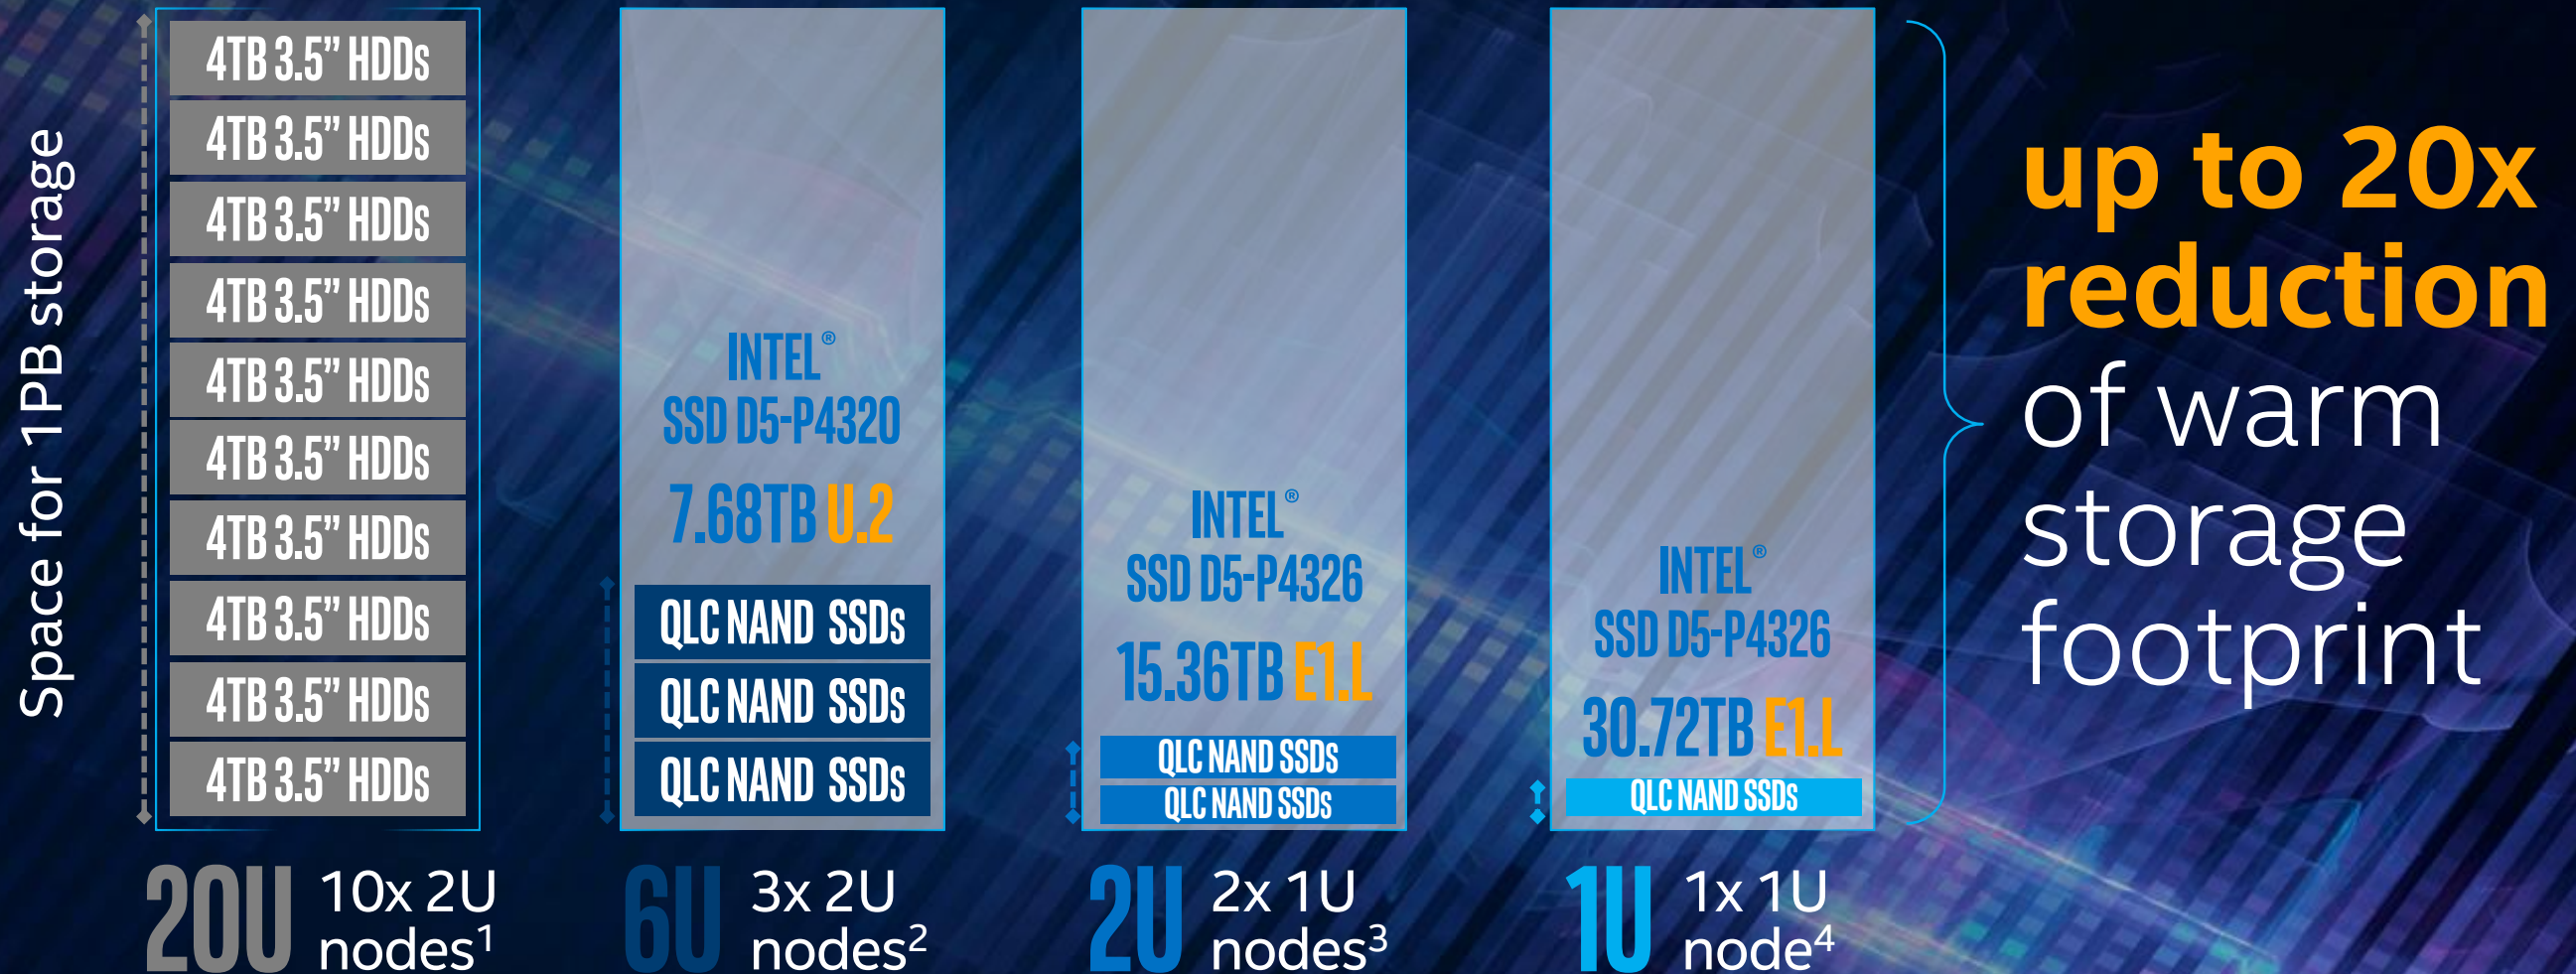 Space for 1PB storage
4TB 3.5” HDDs
4TB 3.5” HDDs
4TB 3.5” HDDs
4TB 3.5” HDDs
4TB 3.5” HDDs
4TB 3.5” HDDs
4TB 3.5” HDDs
4TB 3.5” HDDs
4TB 3.5” HDDs
4TB 3.5” HDDs
20U
10x 2U
nodes¹
INTEL®
SSD D5-P4320
7.68TB U.2
QLC NAND SSDs
QLC NAND SSDs
QLC NAND SSDs
6U
3x 2U
nodes²
INTEL®
SSD D5-P4326
15.36TB E1.L
QLC NAND SSDs
QLC NAND SSDs
2U
2x 1U
nodes³
INTEL®
SSD D5-P4326
30.72TB E1.L
QLC NAND SSDs
1U
1x 1U
node⁴
up to 20x
reduction
of warm
storage
footprint